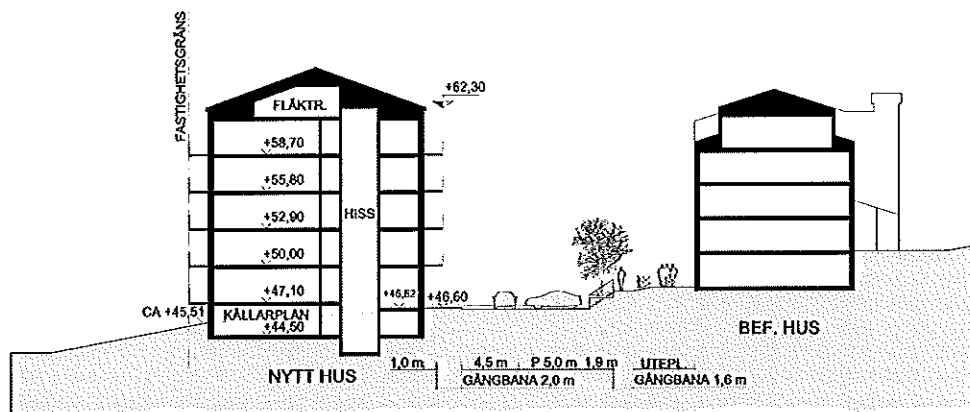 FASTIGHETSGRÄNS
+62,30
FLÄKTR.
+58,70
+55,80
+52,90
HISS
+50,00
+47,10
+46,62
+46,60
CA +45,51
KÄLLARPLAN
+44,50
BEF. HUS
NYTT HUS
1,0 m
4,5 m P 5,0 m 1,9 m UTEPL
GÅNGBANA 2,0 m GÅNGBANA 1,6 m